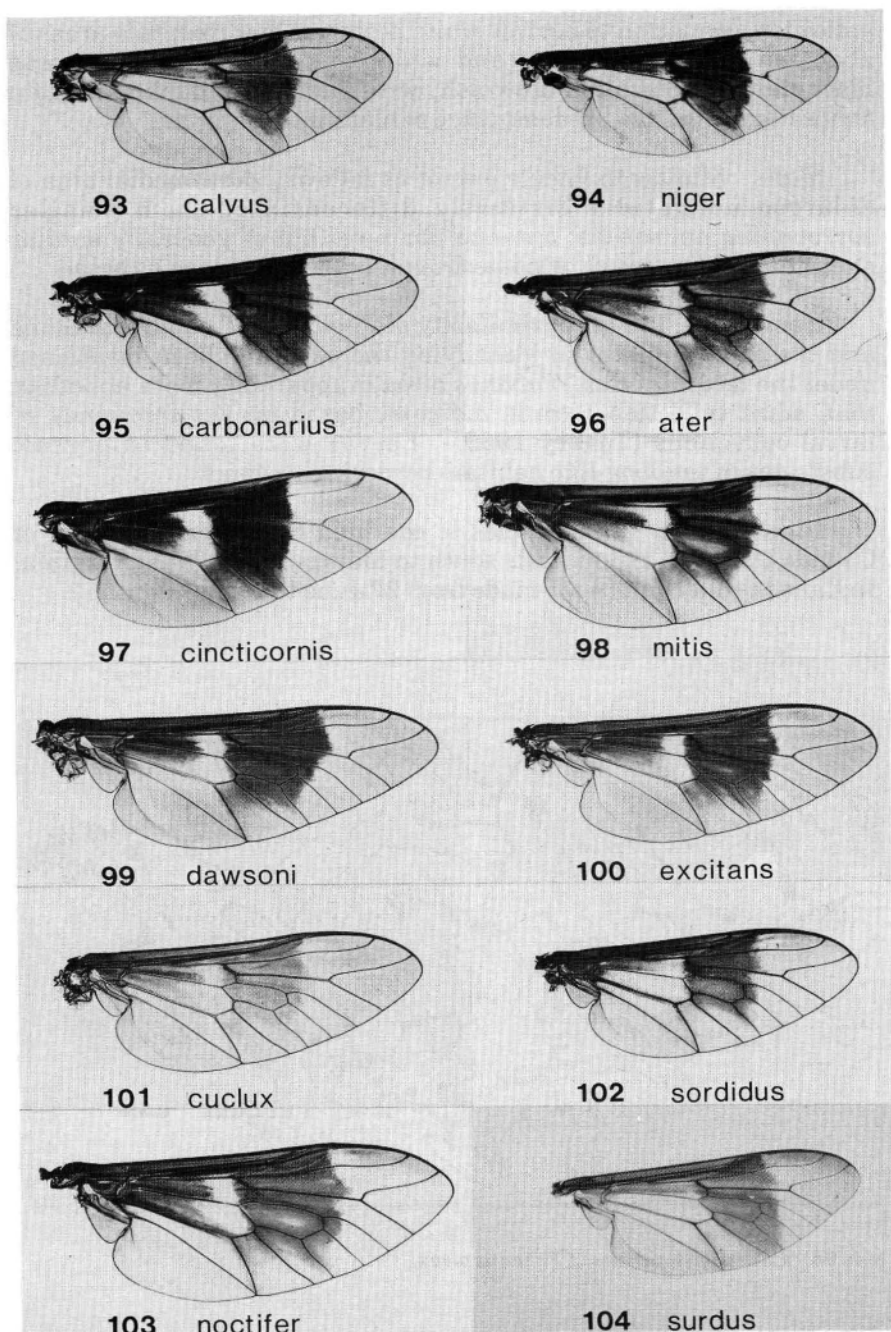 93 calvus
94 niger
95 carbonarius
96 ater
97 cincticornis
98 mitis
99 dawsoni
100 excitans
101 cuclux
102 sordidus
103 noctifer
104 surdus